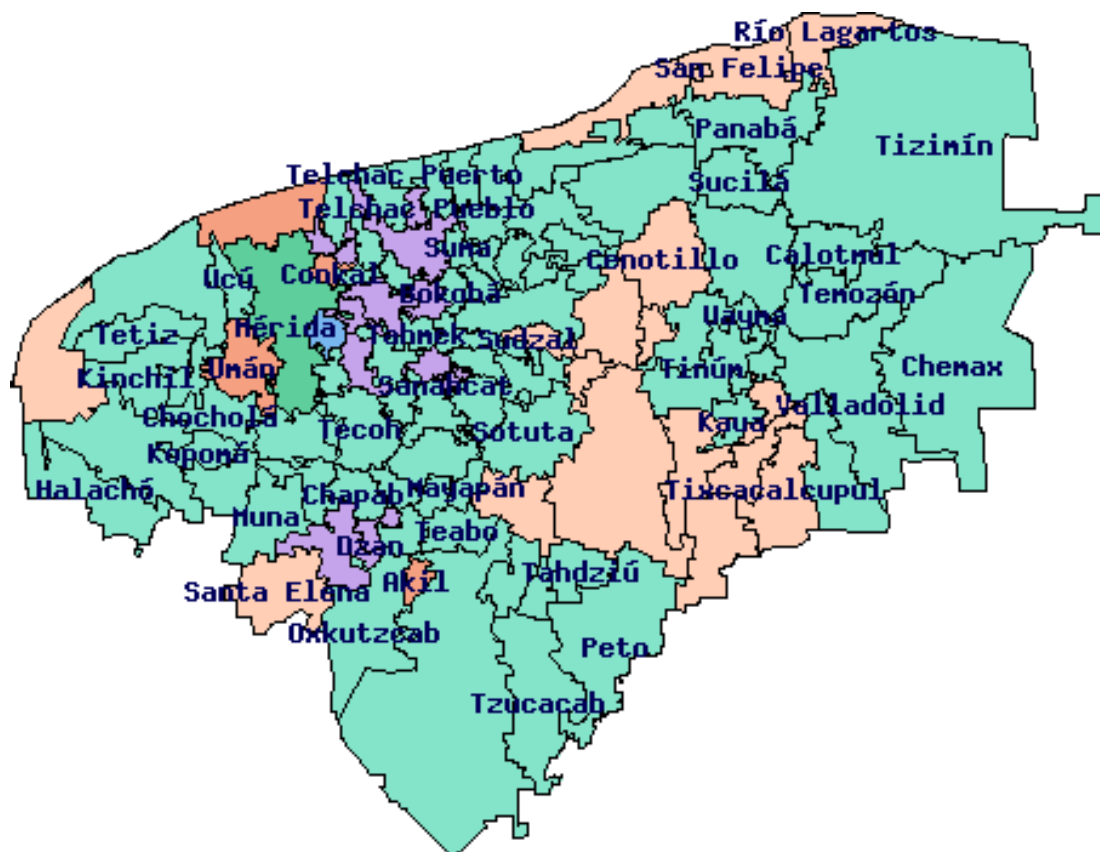 Río Lagartos
San Felipe
Panabá
Tizimín
Telchac Puerto
Sucilá
Telchac Pueblo
Suma
Cenotillo
Calotmul
Ucú
Conkal
Bokobá
Temozón
Uayma
Mérida
Tetiz
Tahmek
Sudzal
Umán
Tinúm
Chemax
Kinchil
Sanahcat
Valladolid
Chocholá
Kaua
Tecoh
Sotuta
Kopomá
Halachó
Chapab
Mayapán
Tixcacalcupul
Muna
Teabo
Dzan
Tahdziú
Akil
Santa Elena
Oxkutzcab
Peto
Tzucacab